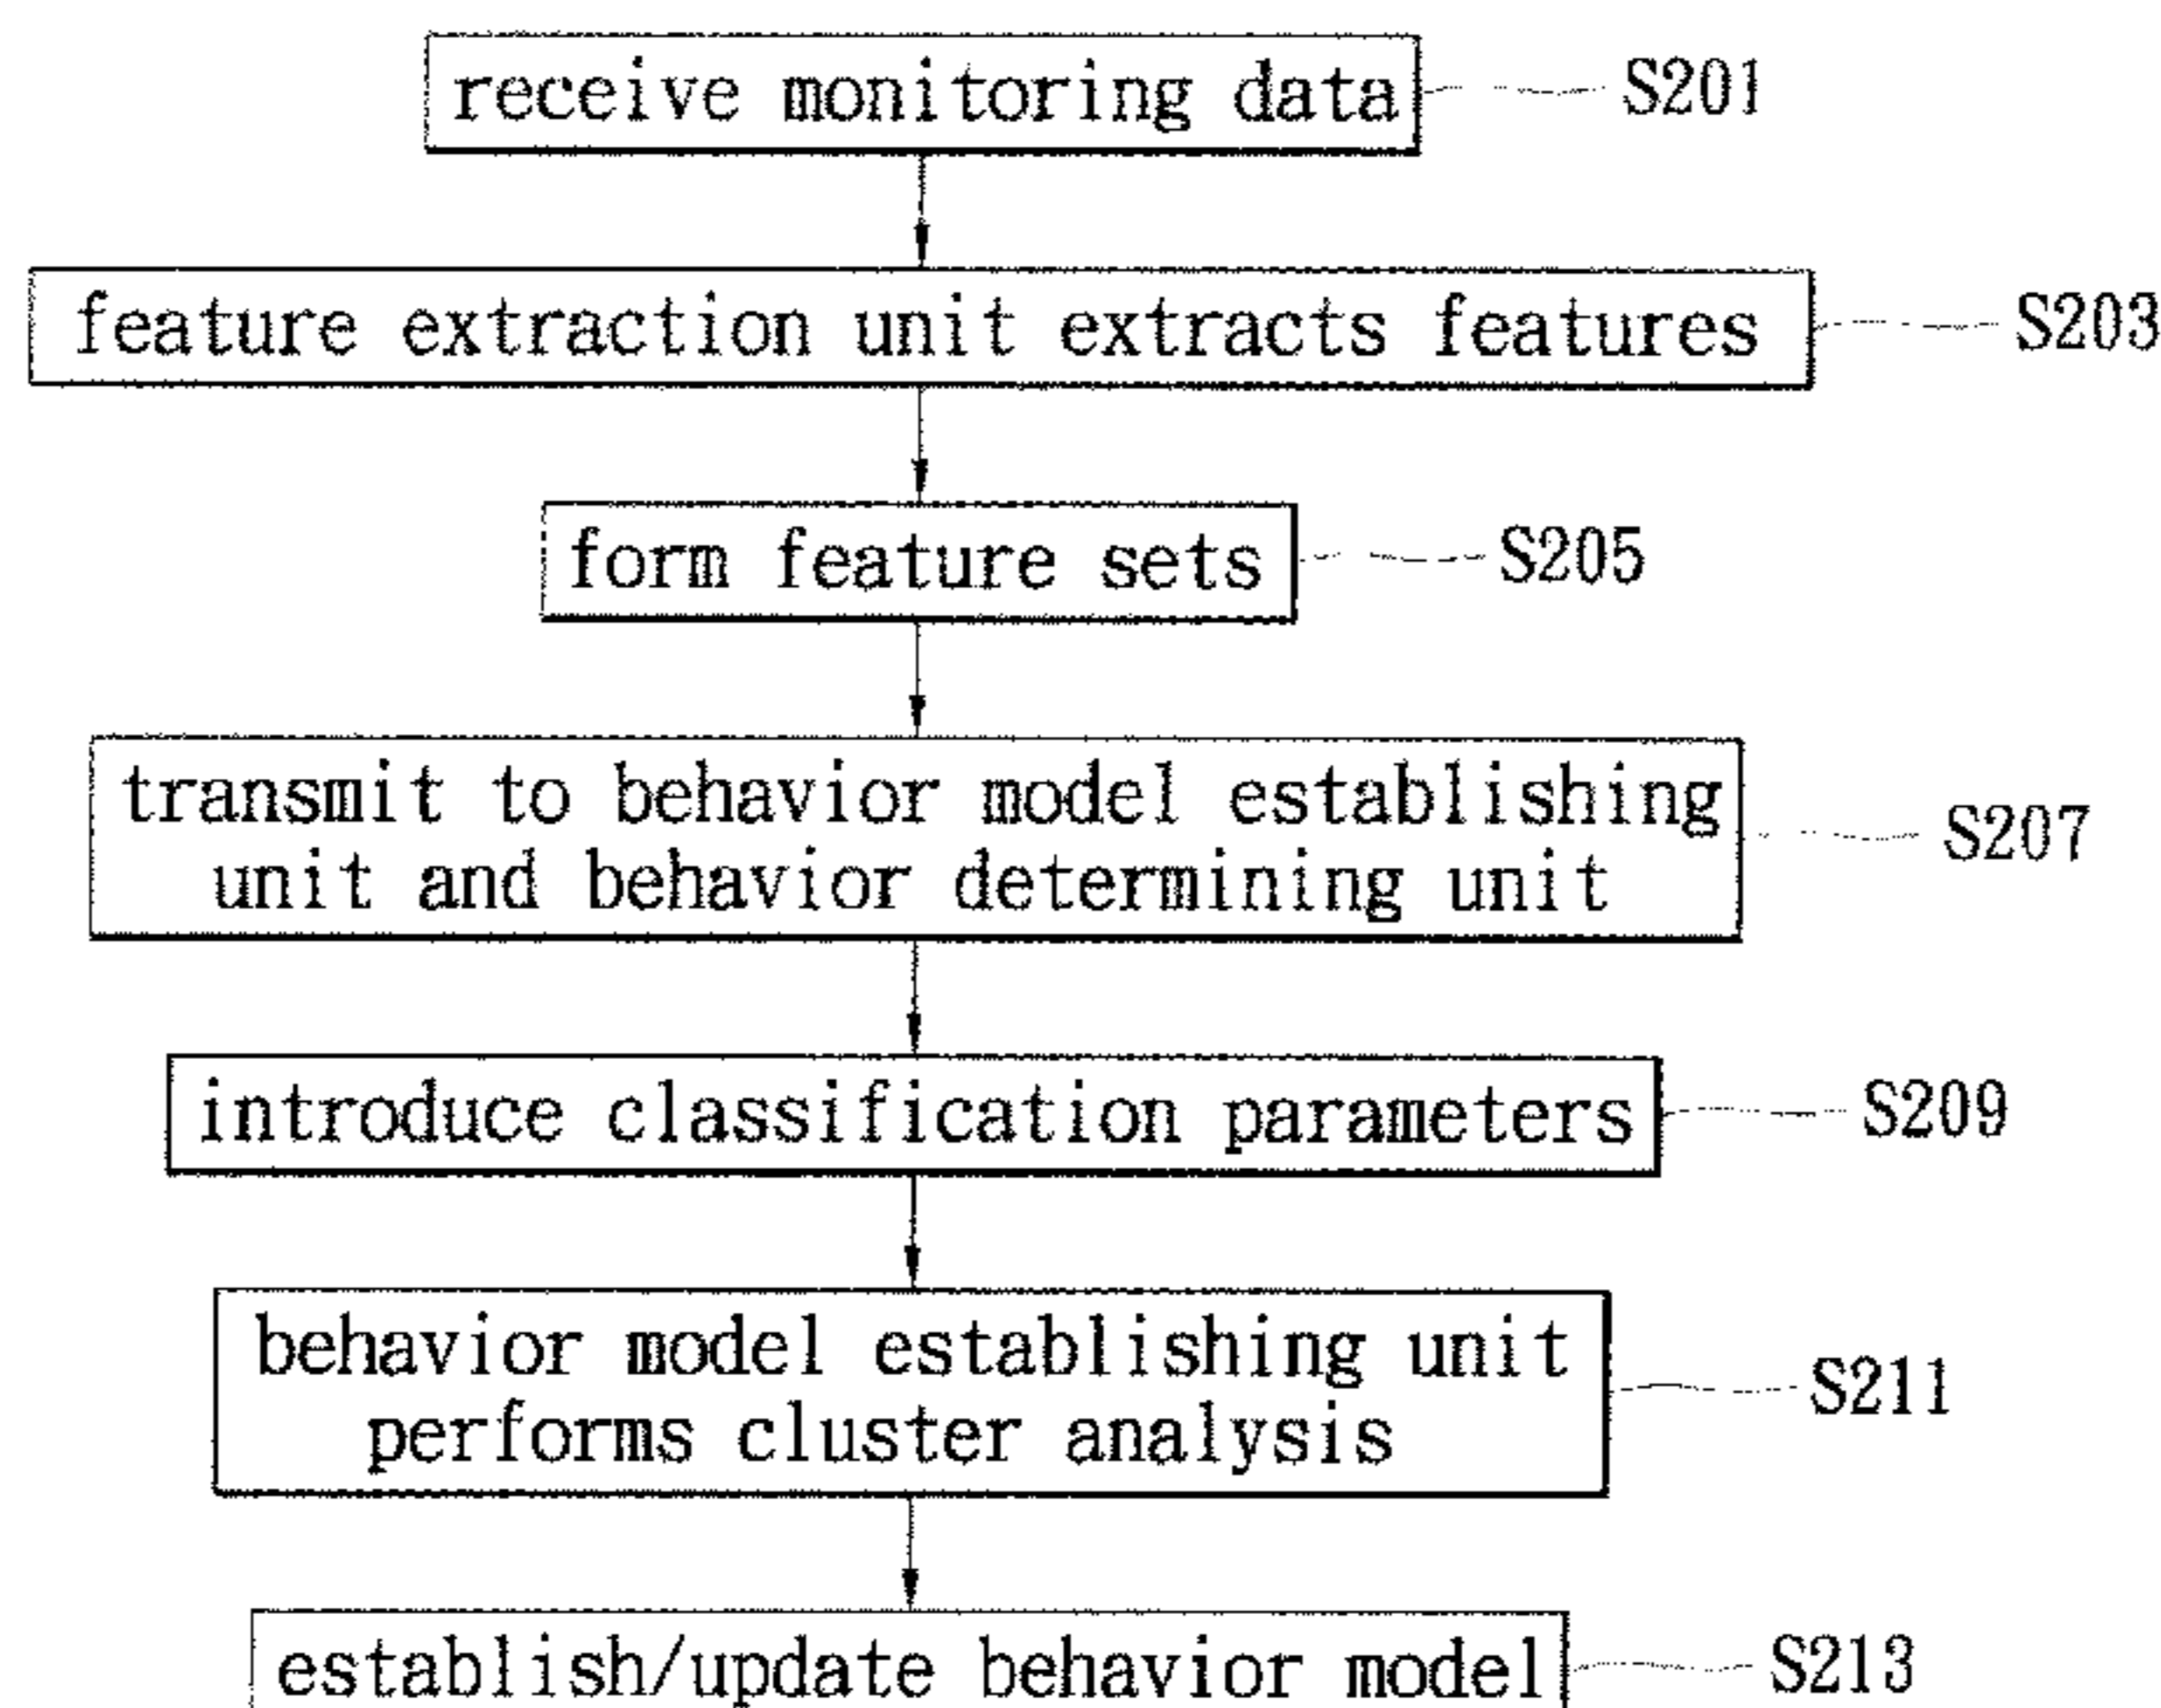 receive monitoring data S201
feature extraction unit extracts features S203
form feature sets S205
transmit to behavior model establishing
unit and behavior determining unit S207
introduce classification parameters S209
behavior model establishing unit
performs cluster analysis S211
establish/update behavior model S213